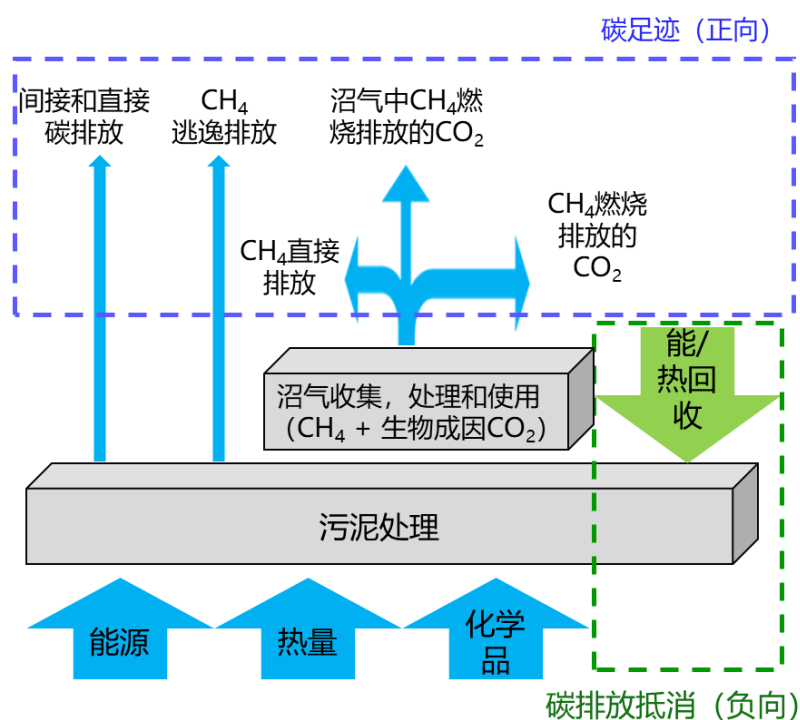 碳足迹（正向）
间接和直接
碳排放
CH₄
逃逸排放
沼气中CH₄燃
烧排放的CO₂
CH₄直接
排放
CH₄燃烧
排放的
CO₂
能/
热回
收
沼气收集，处理和使用
（CH₄ + 生物成因CO₂）
污泥处理
能源
热量
化学
品
碳排放抵消（负向）